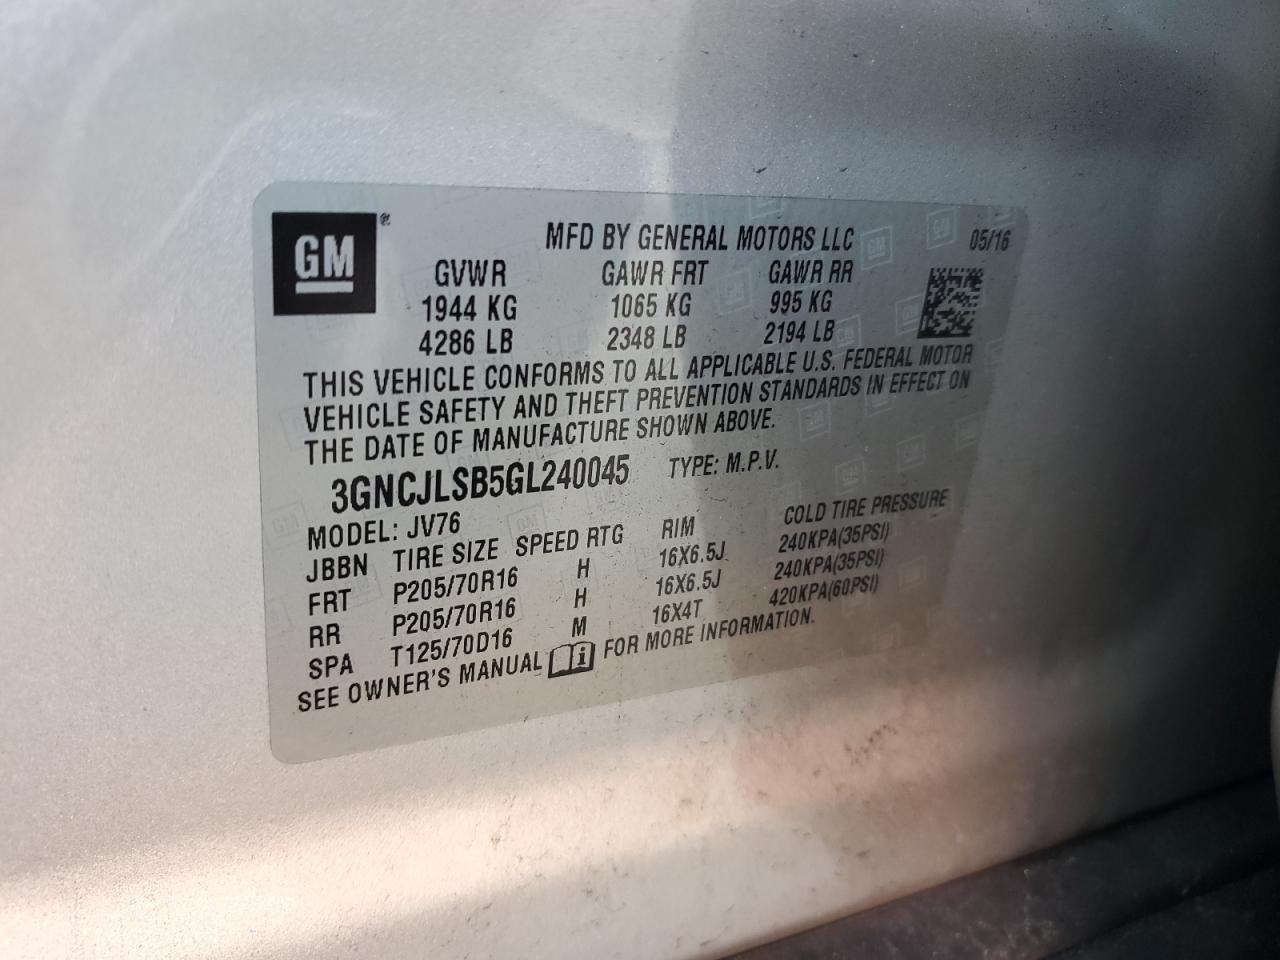 GM ®
MFD BY GENERAL MOTORS LLC 05/16
GVWR GAWR FRT GAWR RR
1944 KG 1065 KG 995 KG
4286 LB 2348 LB 2194 LB
THIS VEHICLE CONFORMS TO ALL APPLICABLE U.S. FEDERAL MOTOR
VEHICLE SAFETY AND THEFT PREVENTION STANDARDS IN EFFECT ON
THE DATE OF MANUFACTURE SHOWN ABOVE.
3GNCJLSB5GL240045 TYPE: M.P.V.
MODEL: JV76
JBBN TIRE SIZE SPEED RTG RIM COLD TIRE PRESSURE
FRT P205/70R16 H 16X6.5J 240KPA(35PSI)
RR P205/70R16 H 16X6.5J 240KPA(35PSI)
SPA T125/70D16 M 16X4T 420KPA(60PSI)
SEE OWNER'S MANUAL i FOR MORE INFORMATION.